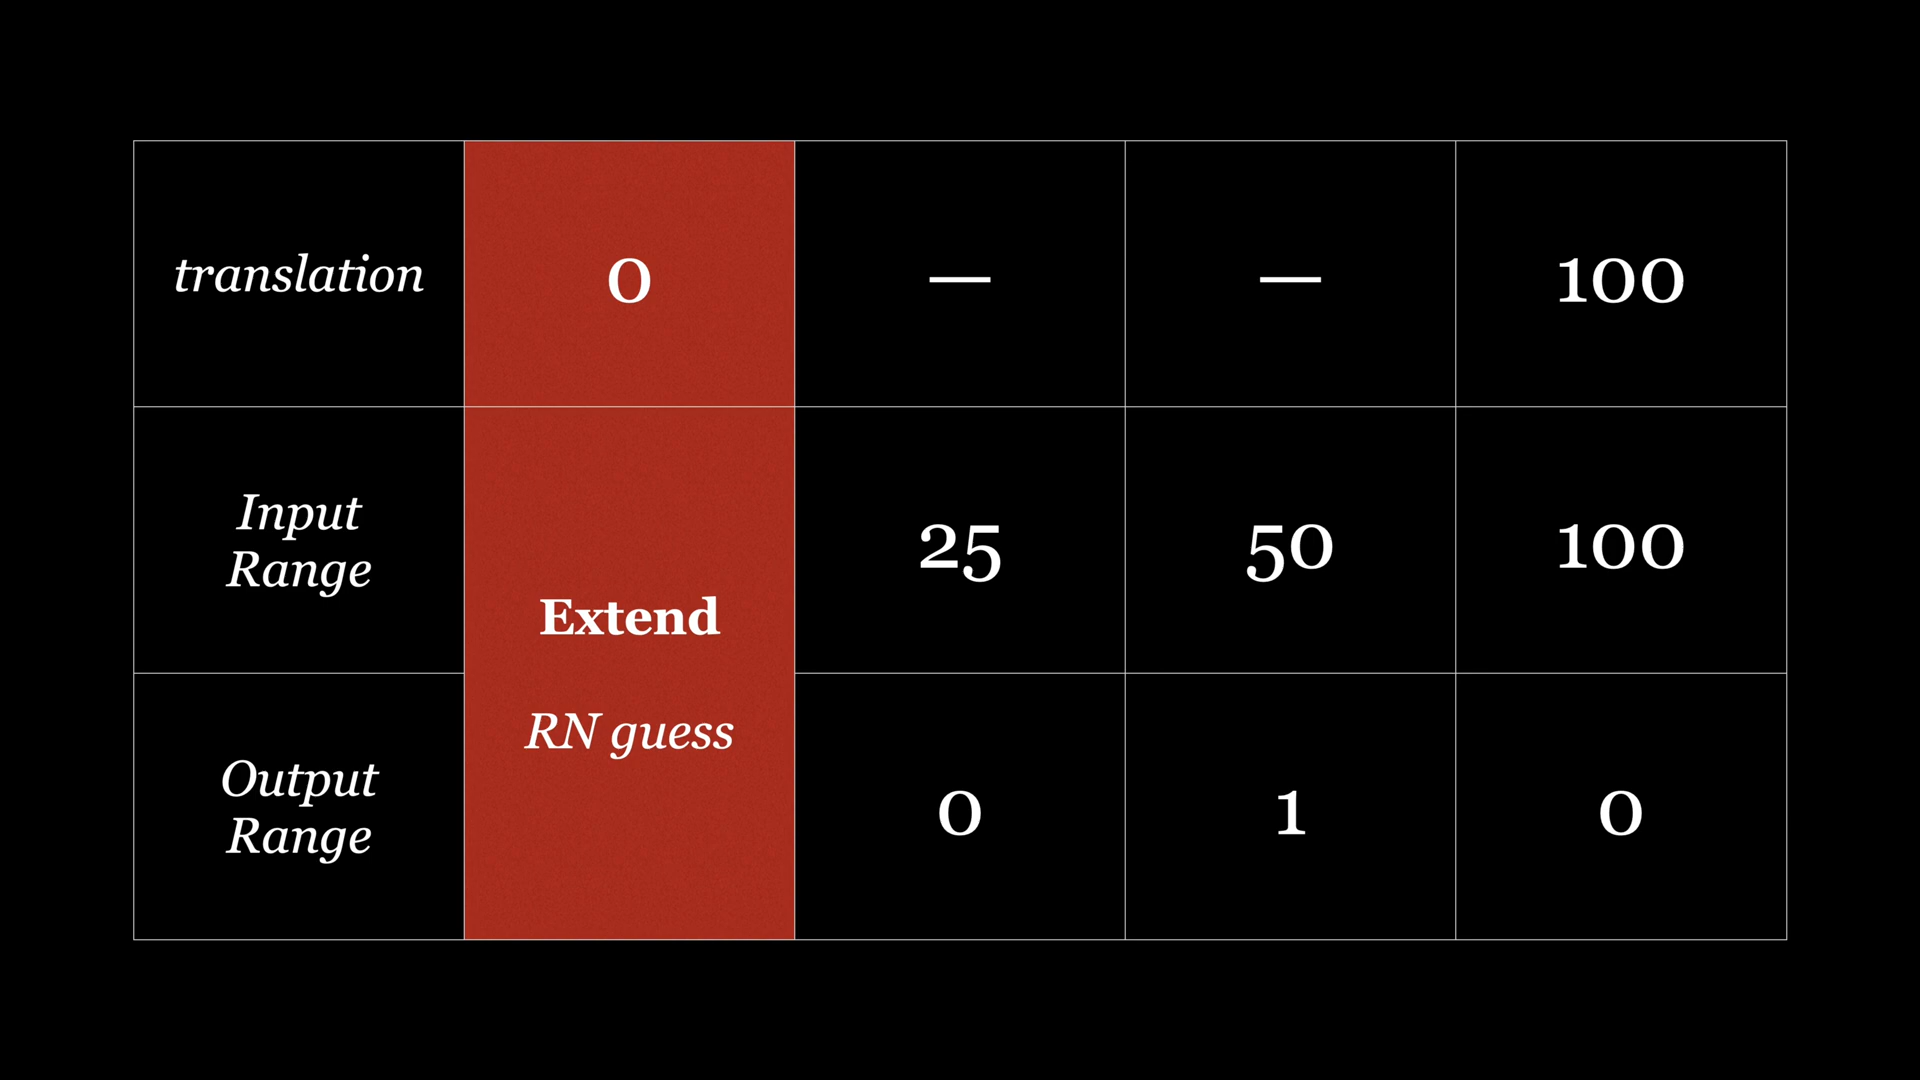 translation
0
—
—
100
Input
Range
25
50
100
Extend
RN guess
Output
Range
0
1
0